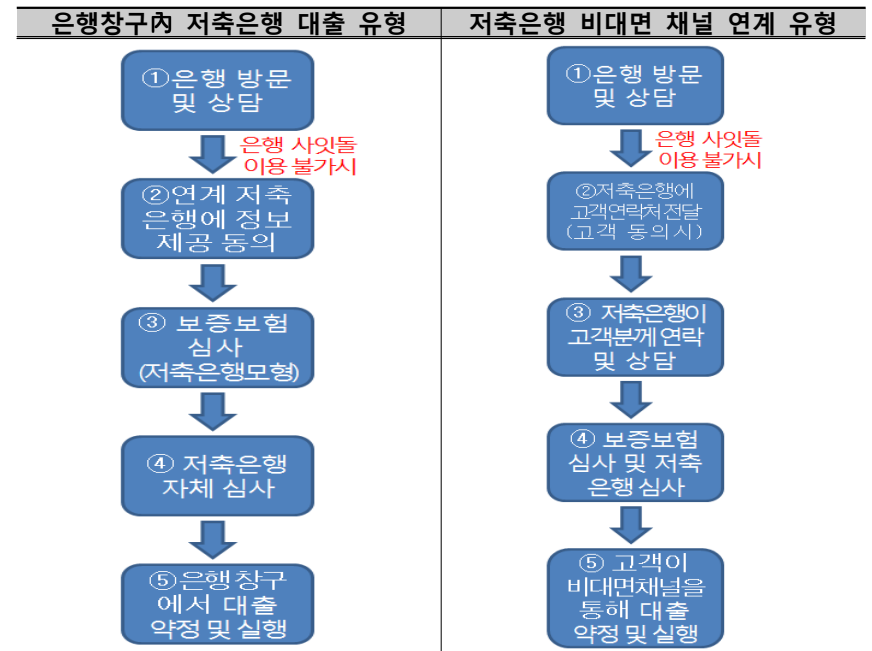 은행창구內 저축은행 대출 유형
①은행 방문
및 상담
은행 사잇돌
이용 불가시
②연계 저축
은행에 정보
제공 동의
③ 보증보험
심사
(저축은행모형)
④ 저축은행
자체 심사
⑤은행창구
에서 대출
약정 및 실행
저축은행 비대면 채널 연계 유형
①은행 방문
및 상담
은행 사잇돌
이용 불가시
②저축은행에
고객연락처전달
(고객 동의시)
③ 저축은행이
고객분께 연락
및 상담
④ 보증보험
심사 및 저축
은행 심사
⑤ 고객이
비대면채널을
통해 대출
약정 및 실행